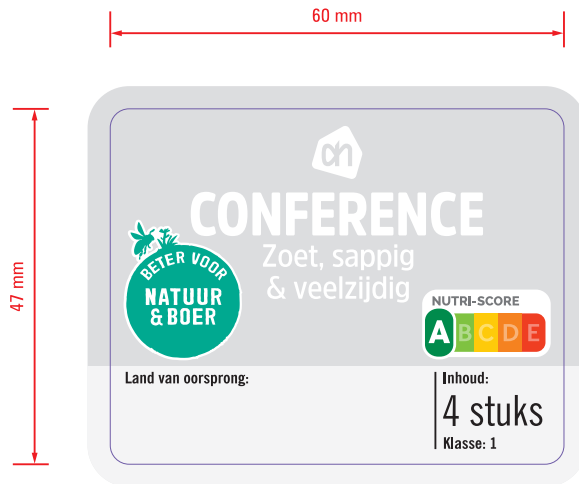 60 mm
47 mm
ah
CONFERENCE
Zoet, sappig
& veelzijdig
BETER VOOR
NATUUR
& BOER
NUTRI-SCORE
A B C D E
Land van oorsprong:
Inhoud:
4 stuks
Klasse: 1